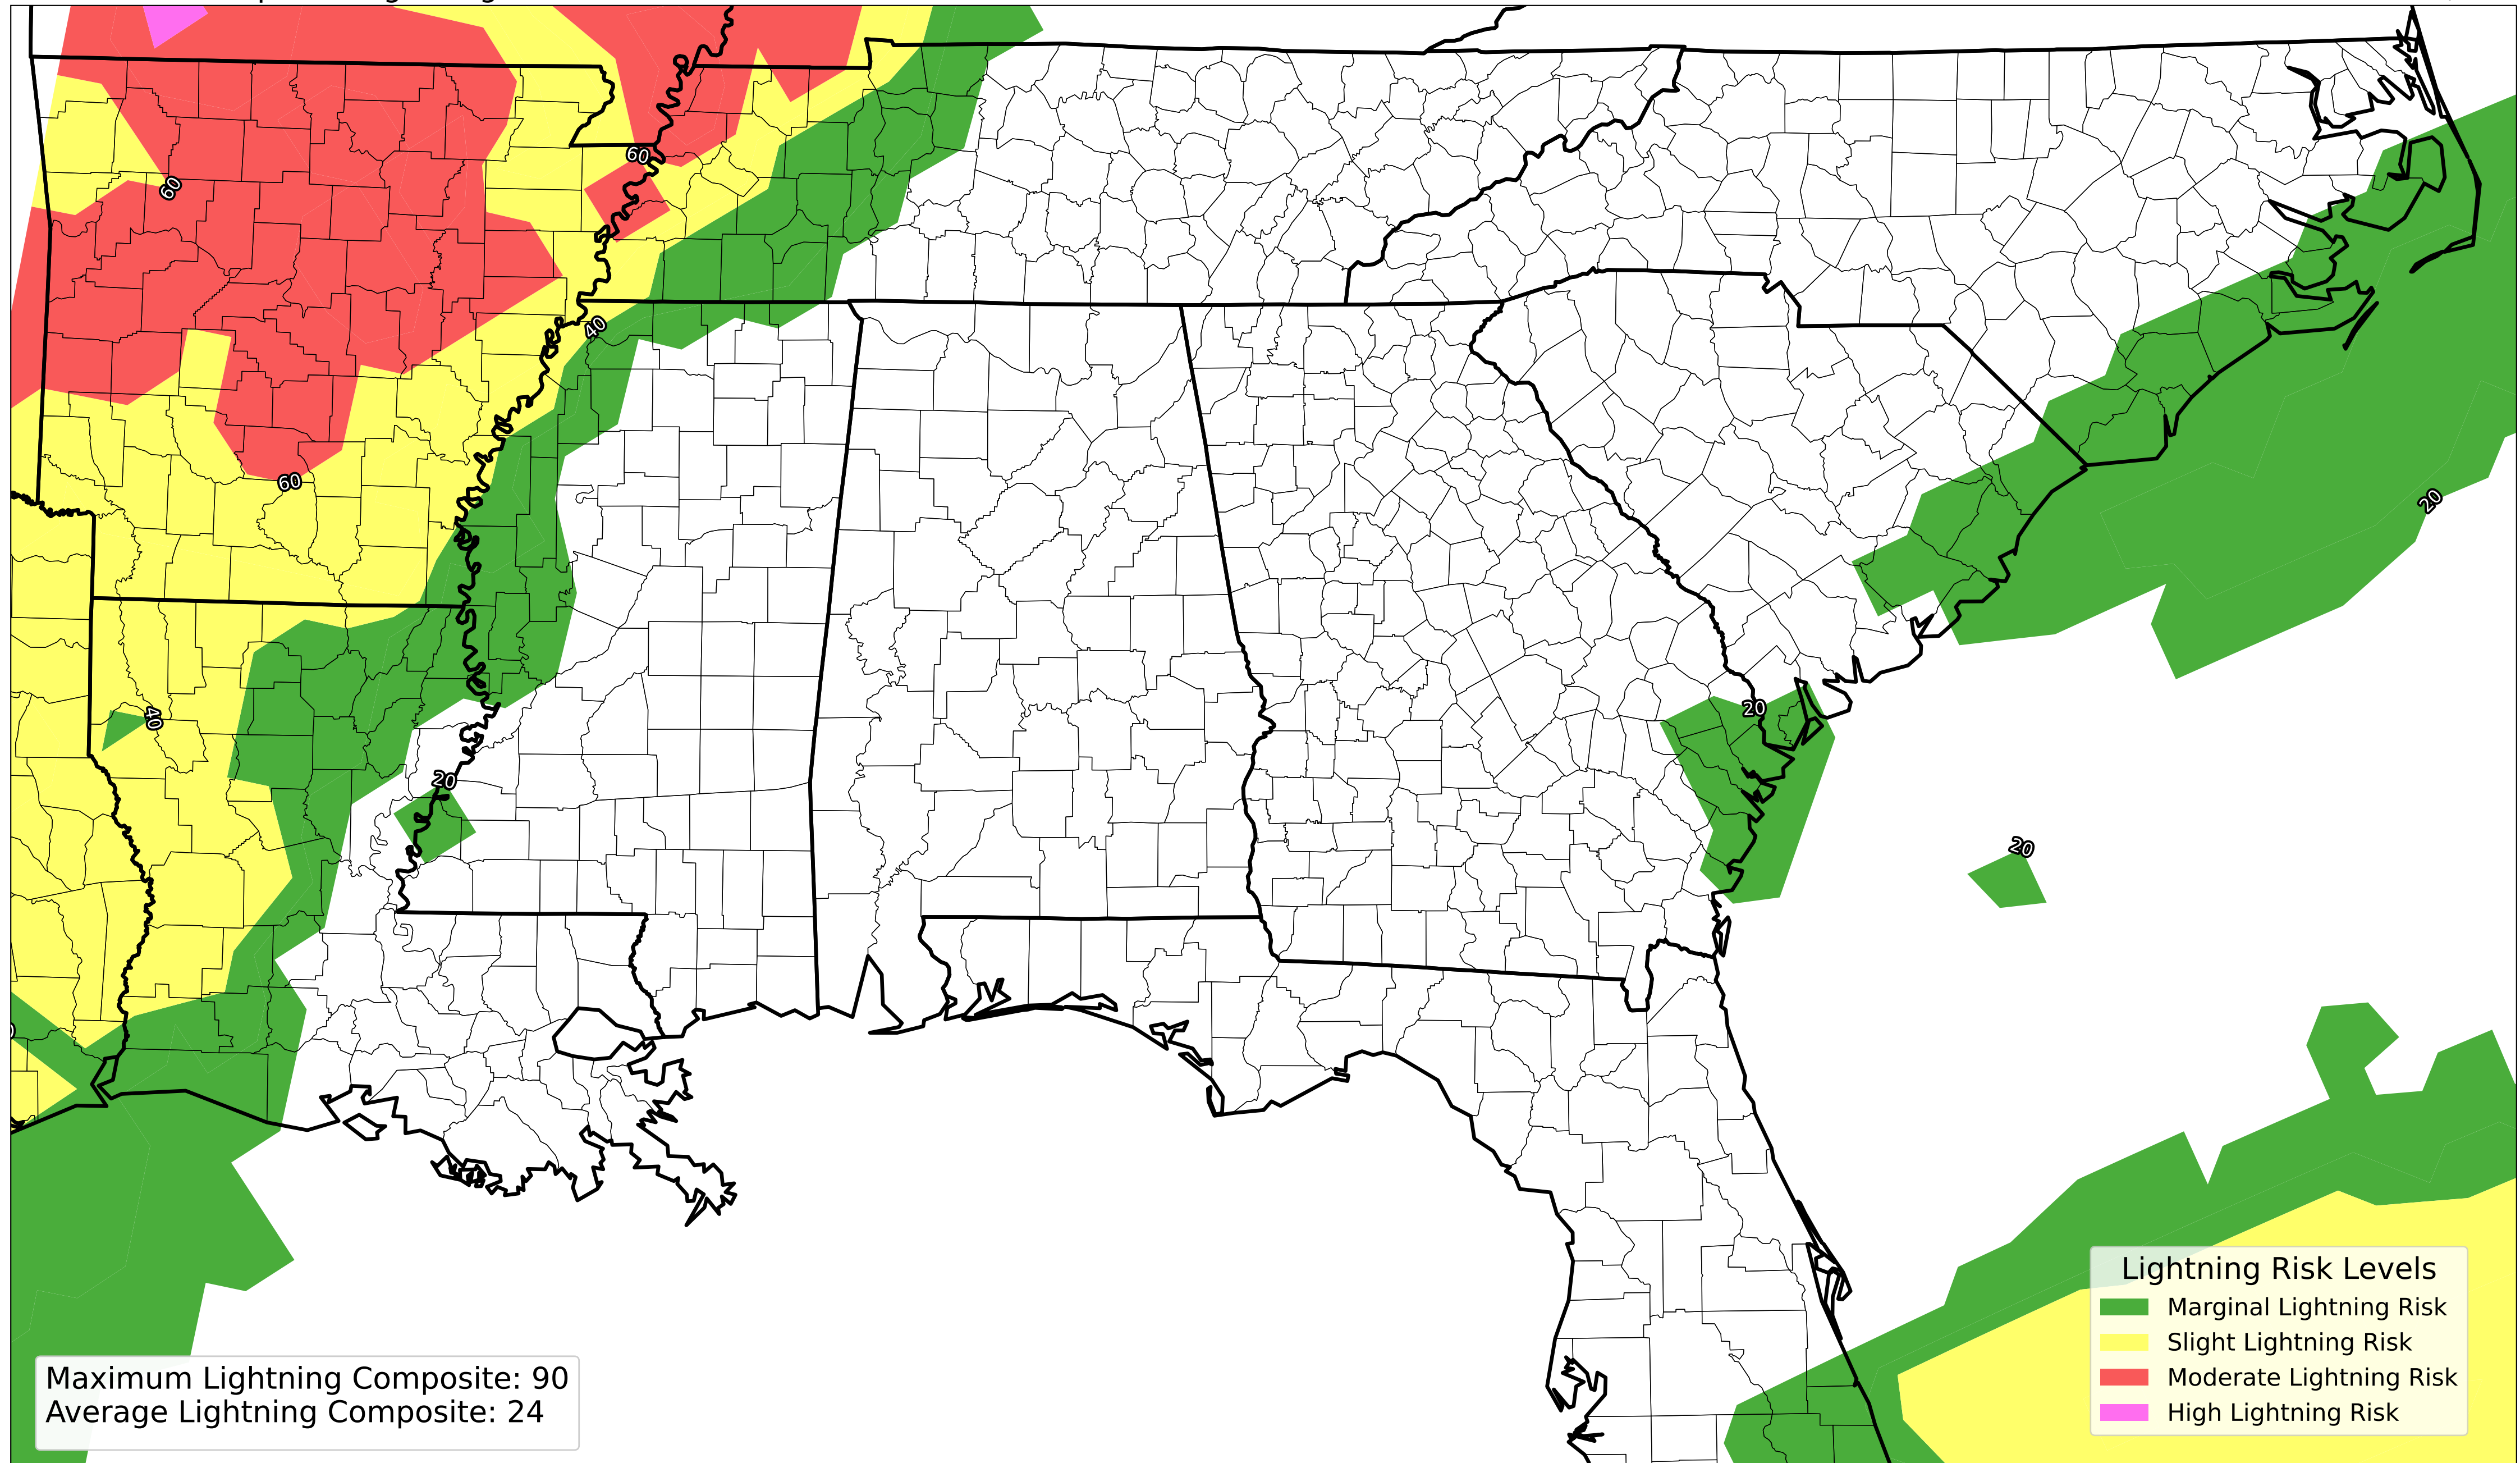 60
60
40
60
20
40
20
20
20
Lightning Risk Levels
Marginal Lightning Risk
Slight Lightning Risk
Moderate Lightning Risk
High Lightning Risk
Maximum Lightning Composite: 90
Average Lightning Composite: 24